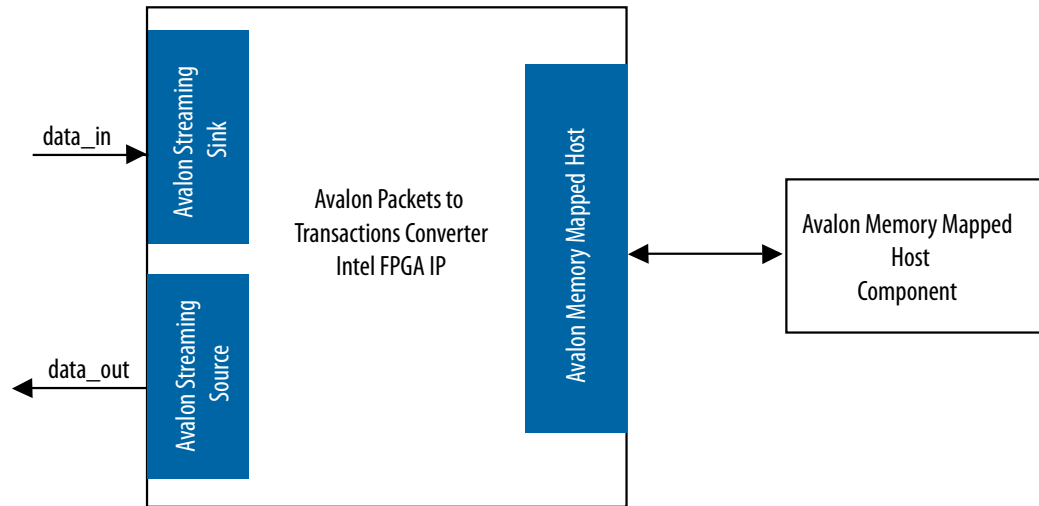 data_in
Avalon Streaming
Sink
data_out
Avalon Streaming
Source
Avalon Packets to
Transactions Converter
Intel FPGA IP
Avalon Memory Mapped Host
Avalon Memory Mapped
Host
Component